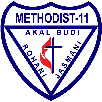 METHODIST-11
AKAL BUDI
ROHANI
JASMANI